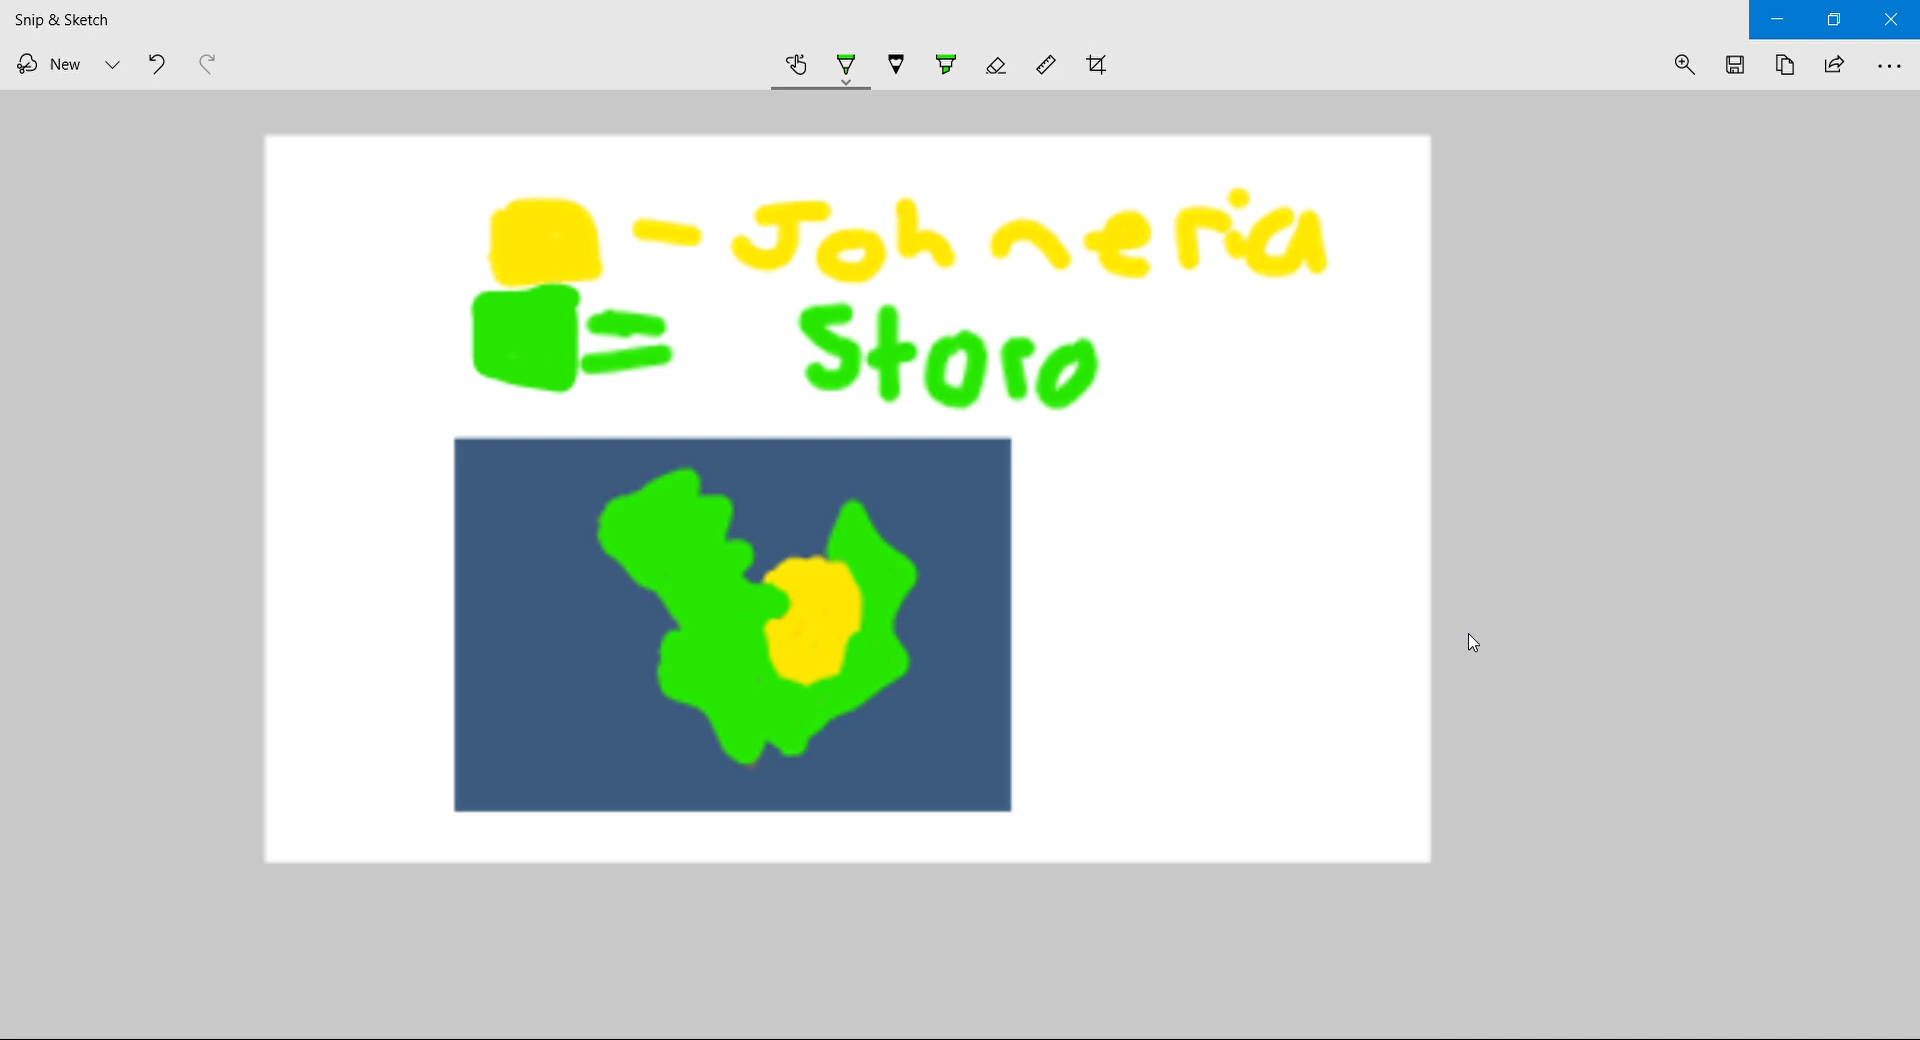 Snip & Sketch
New
- Johneria
= Storo